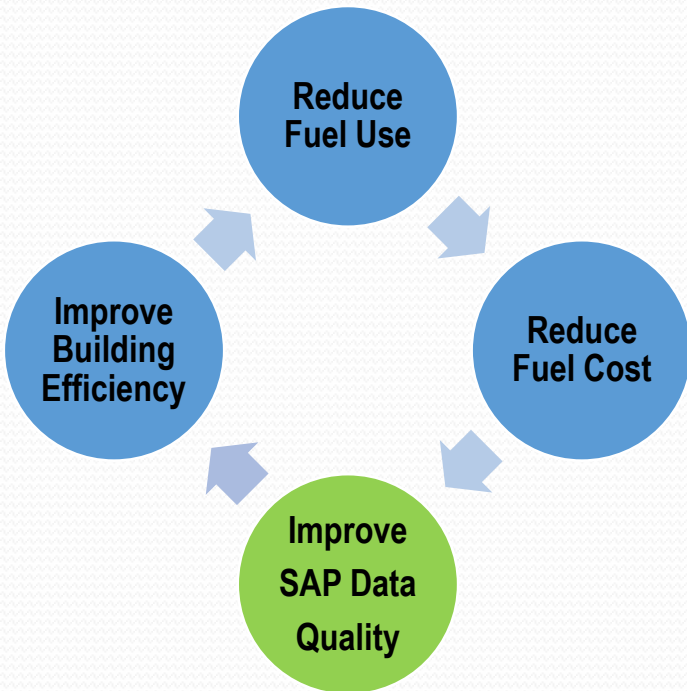 Reduce
Fuel Use
Reduce
Fuel Cost
Improve
SAP Data
Quality
Improve
Building
Efficiency